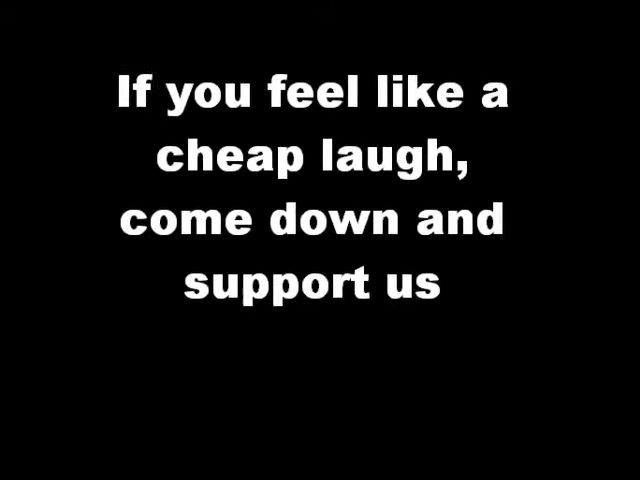 If you feel like a
cheap laugh,
come down and
support us